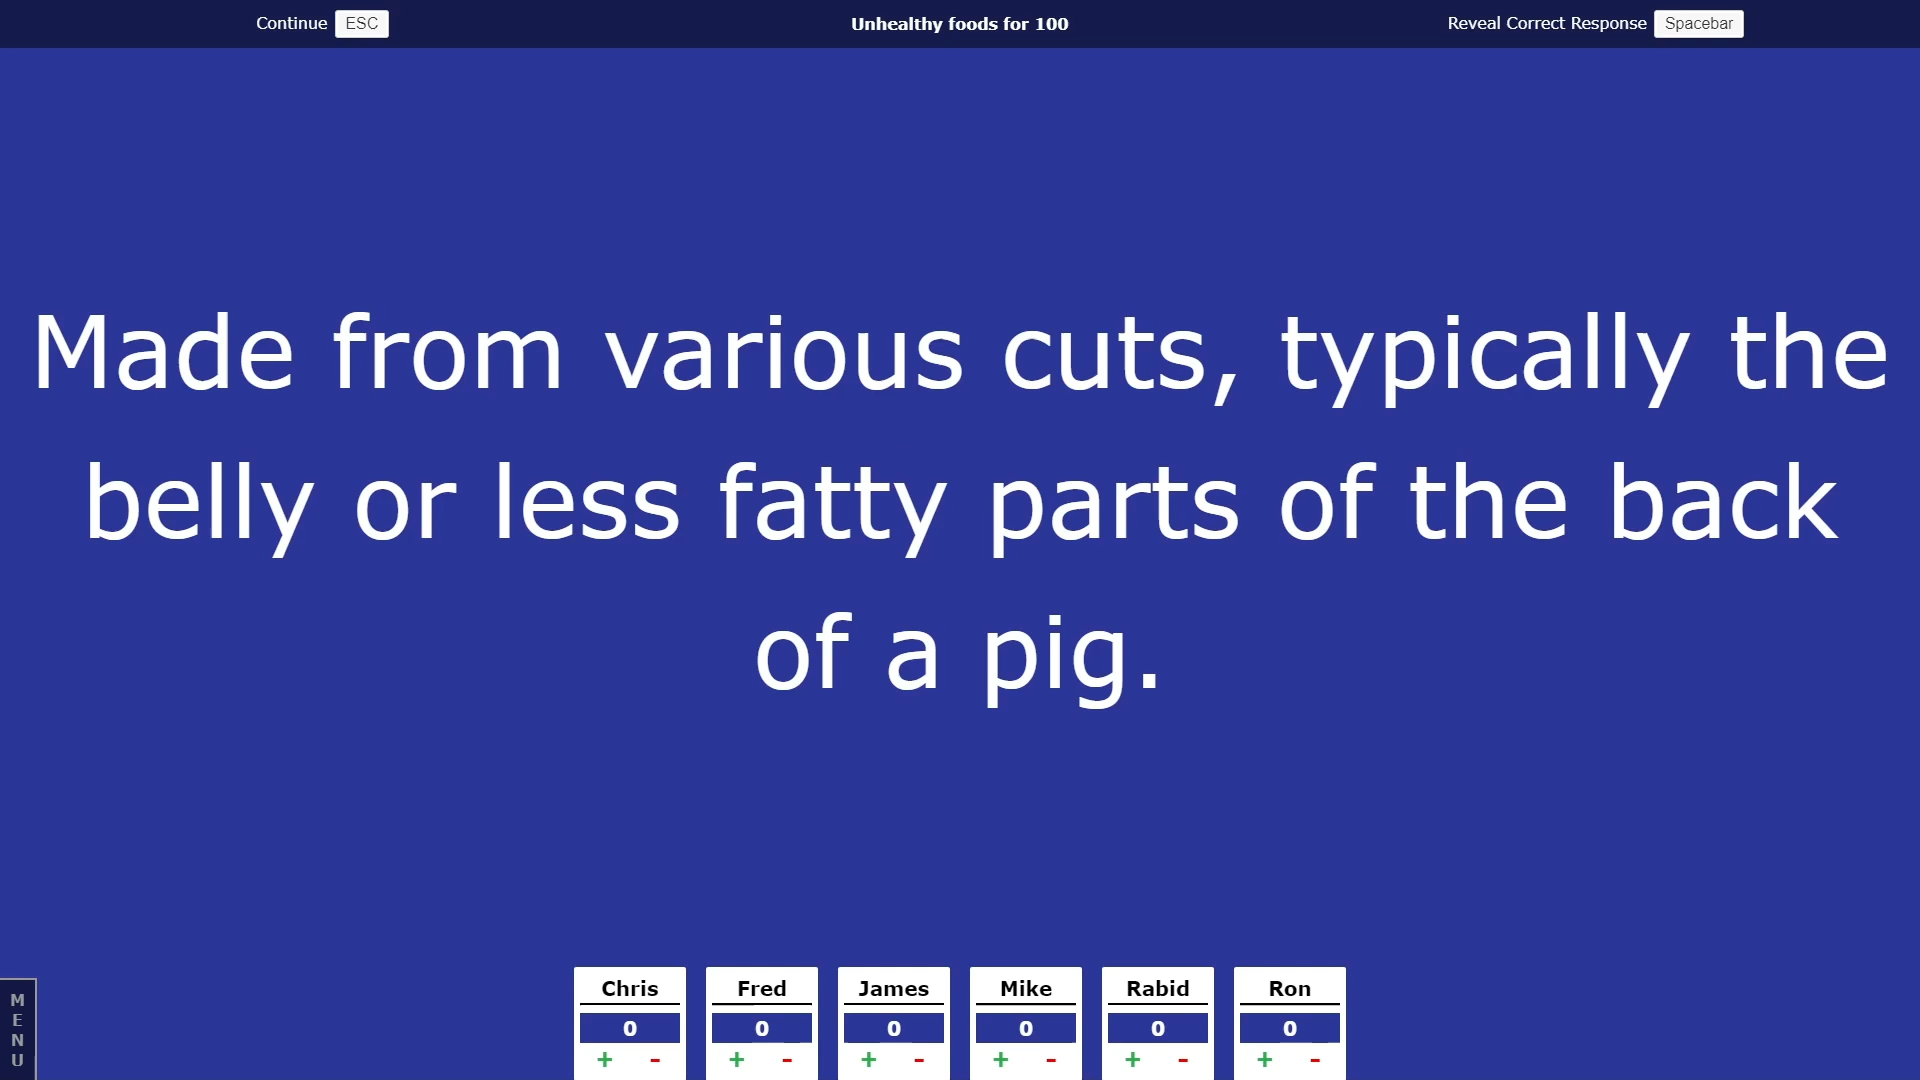 Continue ESC Unhealthy foods for 100 Reveal Correct Response Spacebar
Made from various cuts, typically the
belly or less fatty parts of the back
of a pig.
MENU
Chris Fred James Mike Rabid Ron
0 0 0 0 0 0
+ - + - + - + - + - + -